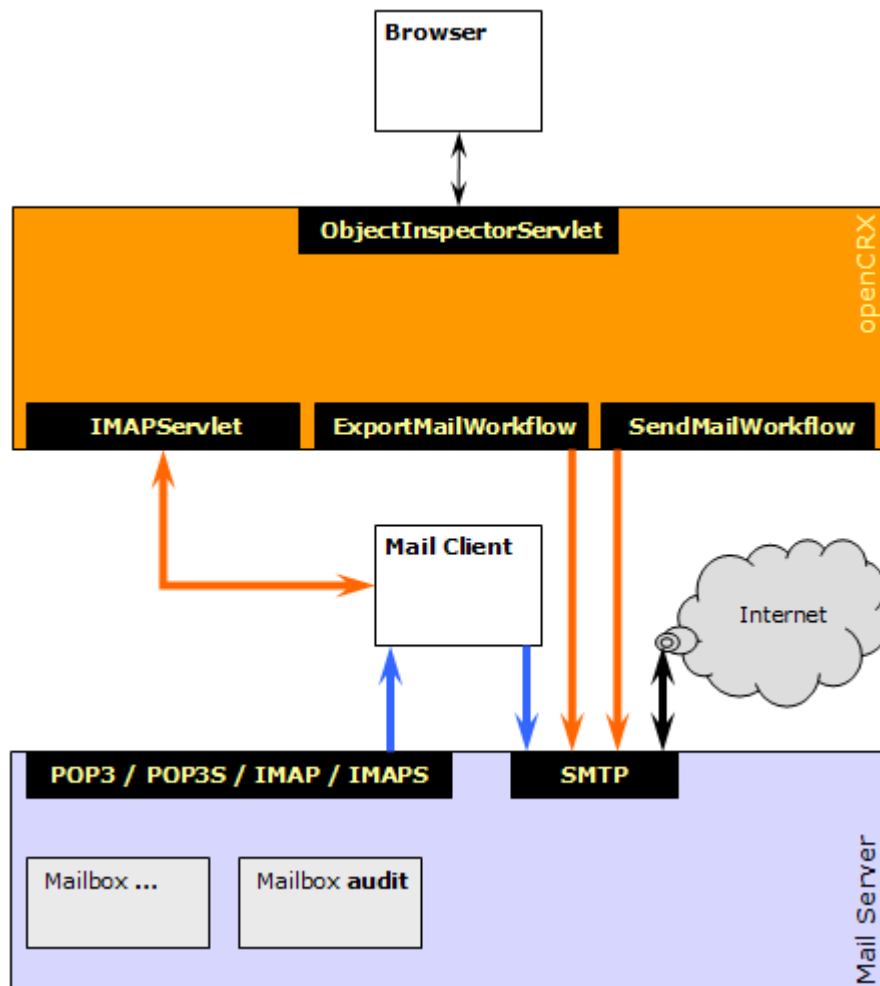 Browser
ObjectInspectorServlet
openCRX
IMAPServlet
ExportMailWorkflow
SendMailWorkflow
Mail Client
Internet
POP3 / POP3S / IMAP / IMAPS
SMTP
Mailbox ...
Mailbox audit
Mail Server